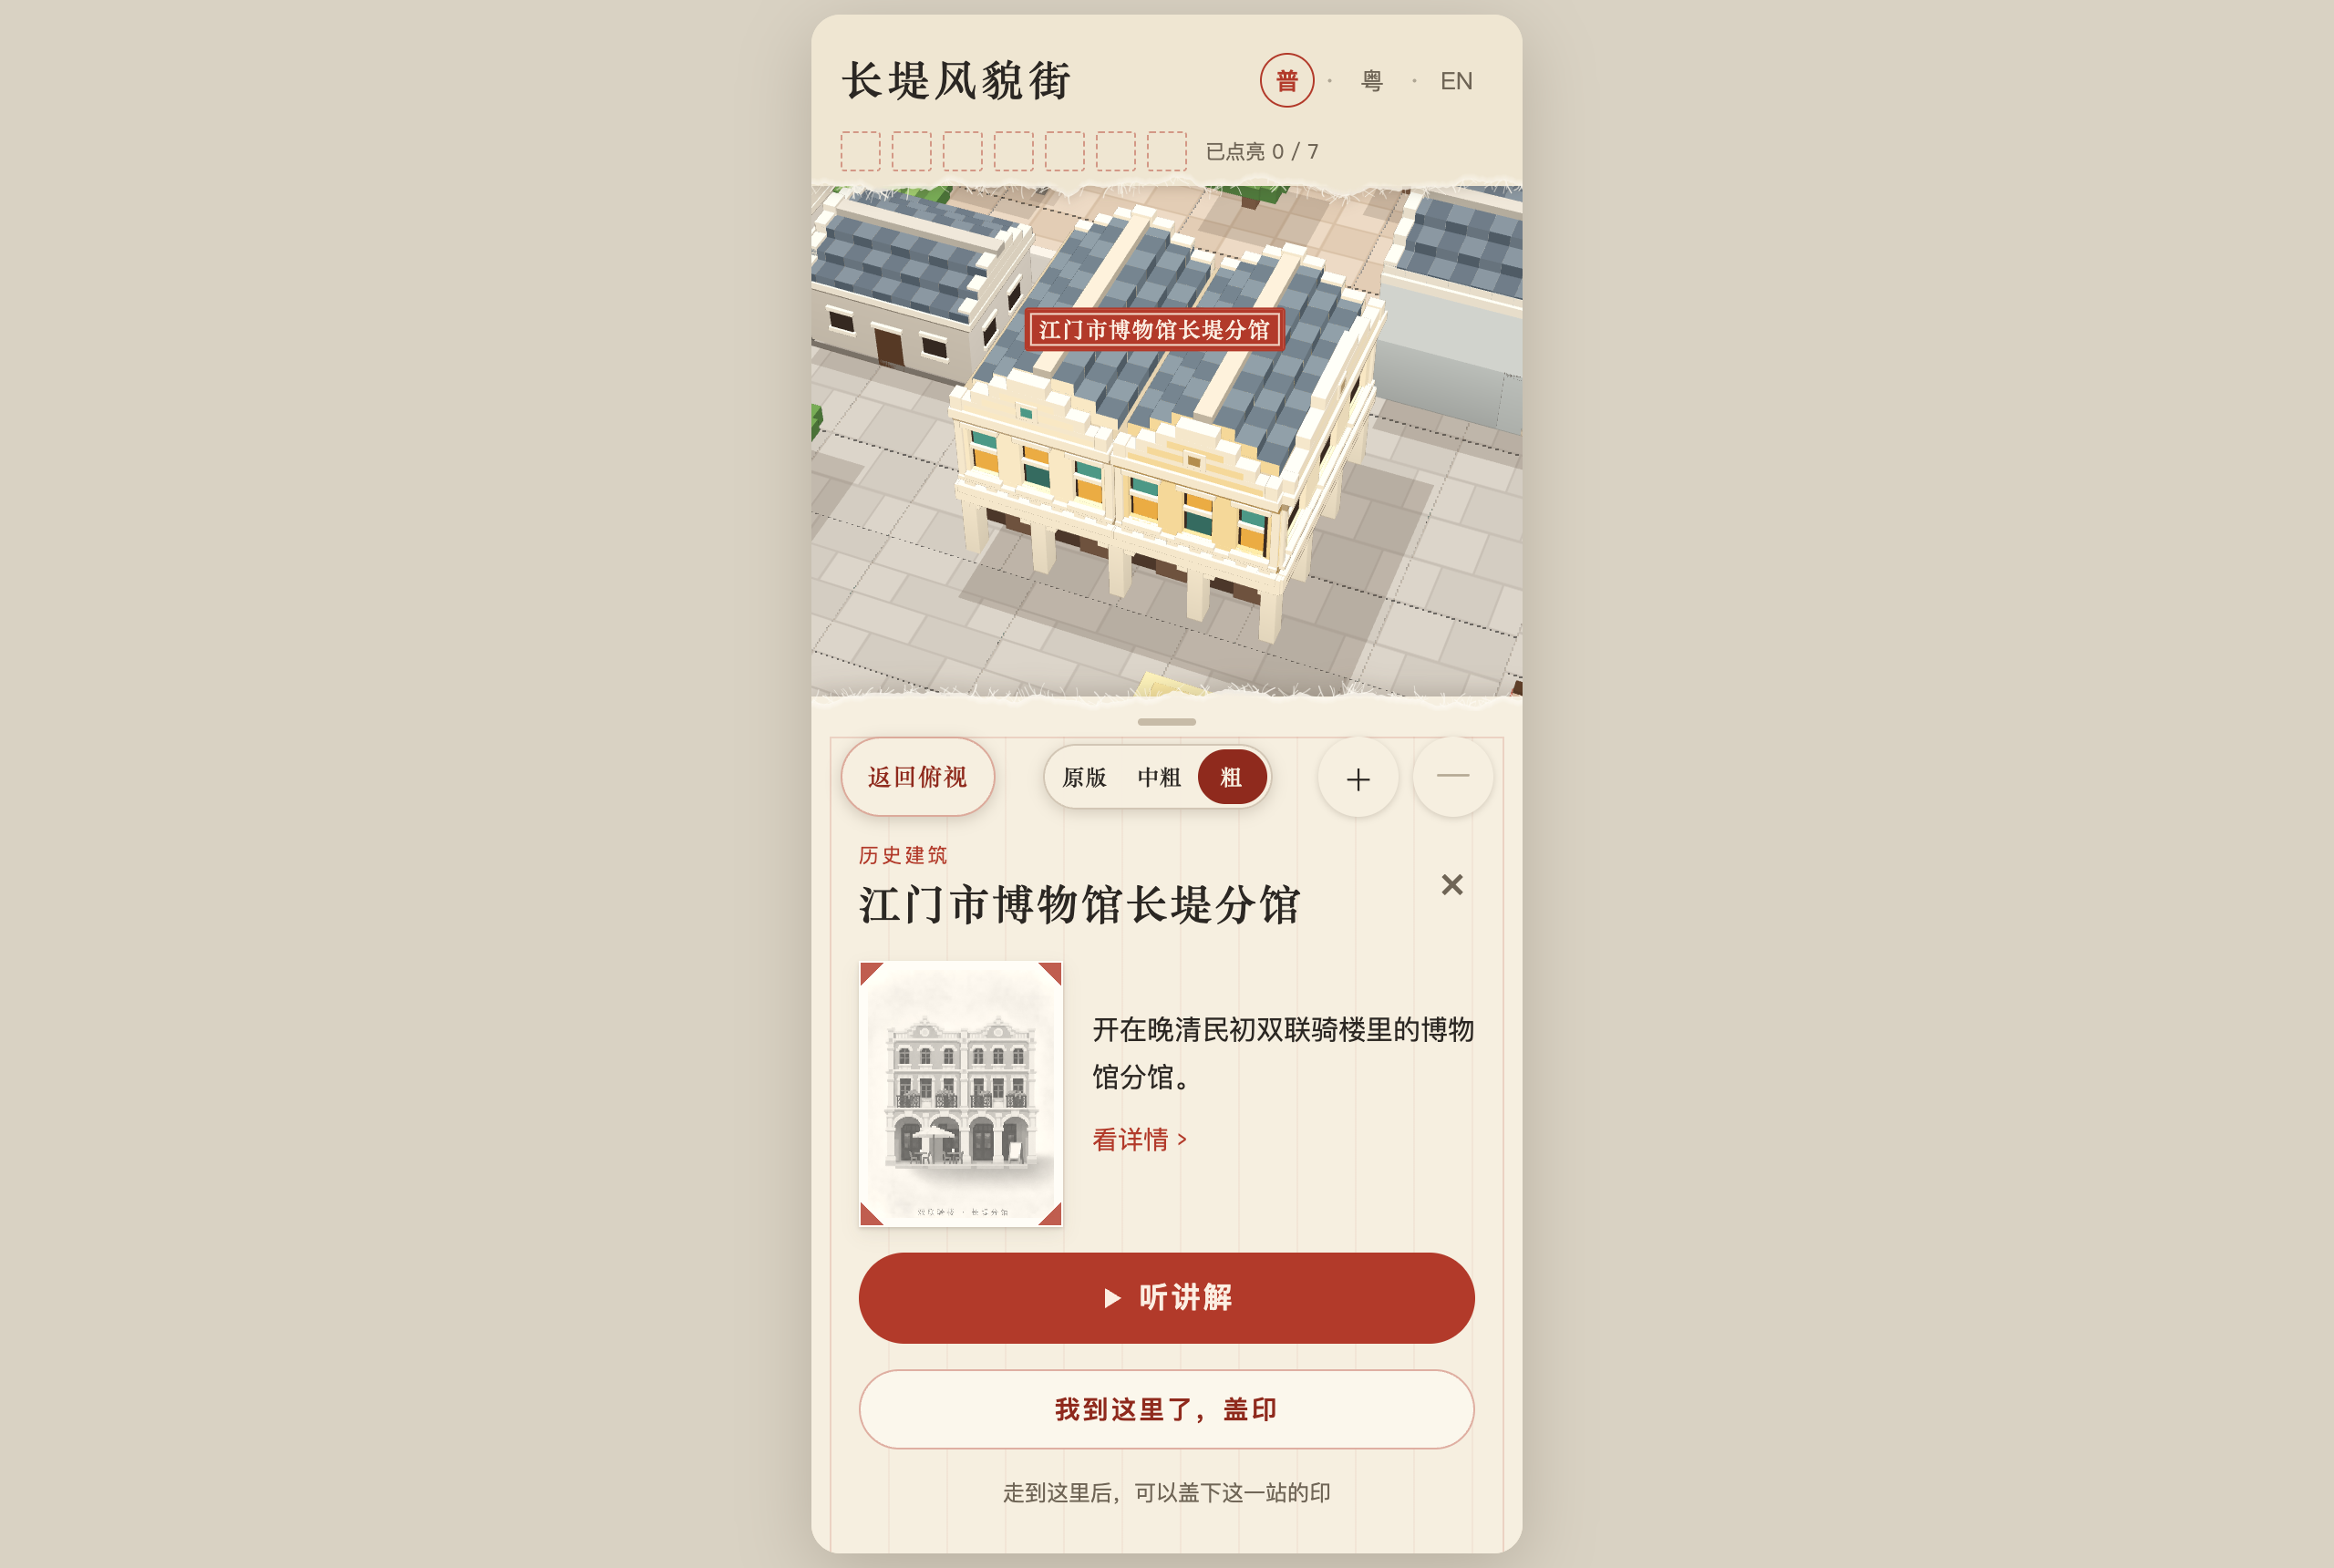 长堤风貌街
普 · 粤 · EN
已点亮 0 / 7
江门市博物馆长堤分馆
返回俯视
原版 中粗 粗
+ —
历史建筑
江门市博物馆长堤分馆
×
开在晚清民初双联骑楼里的博物
馆分馆。
看详情 >
听讲解
我到这里了，盖印
走到这里后，可以盖下这一站的印